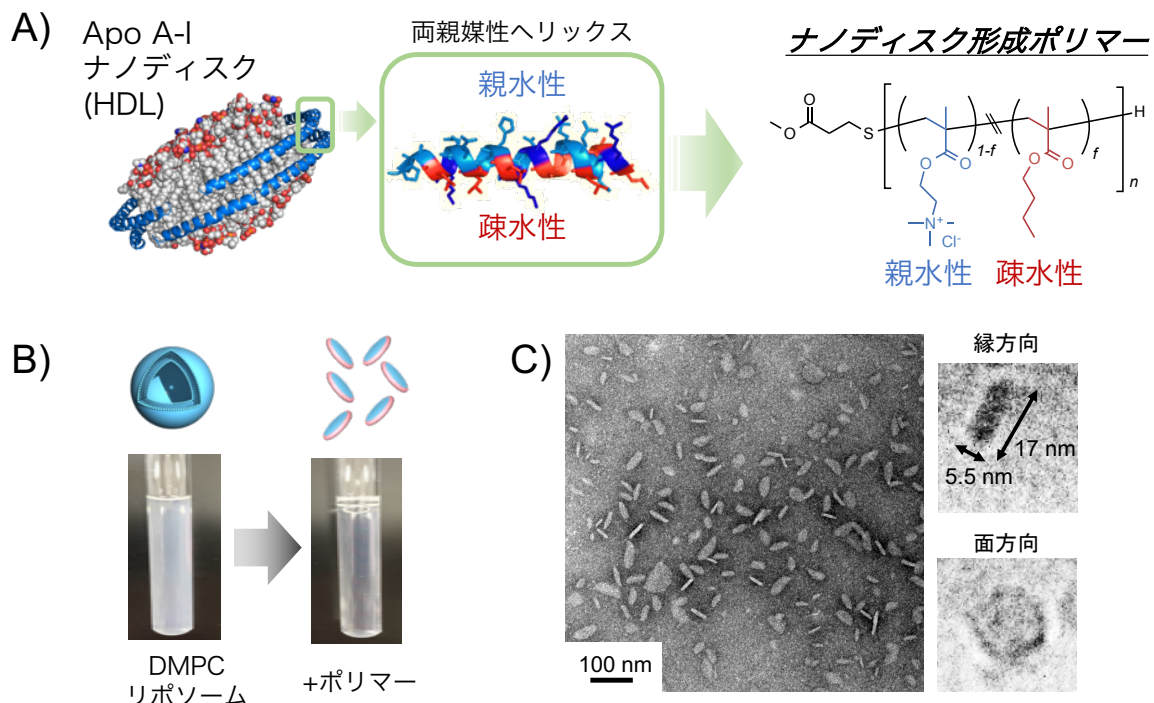 A)
Apo A-I
ナノディスク
(HDL)
両親媒性ヘリックス
親水性
疎水性
ナノディスク形成ポリマー
O
O
S
H
1-f
f
n
O
O
O
O
N+
Cl-
親水性
疎水性
B)
DMPC
リポソーム
+ポリマー
C)
100 nm
縁方向
17 nm
5.5 nm
面方向